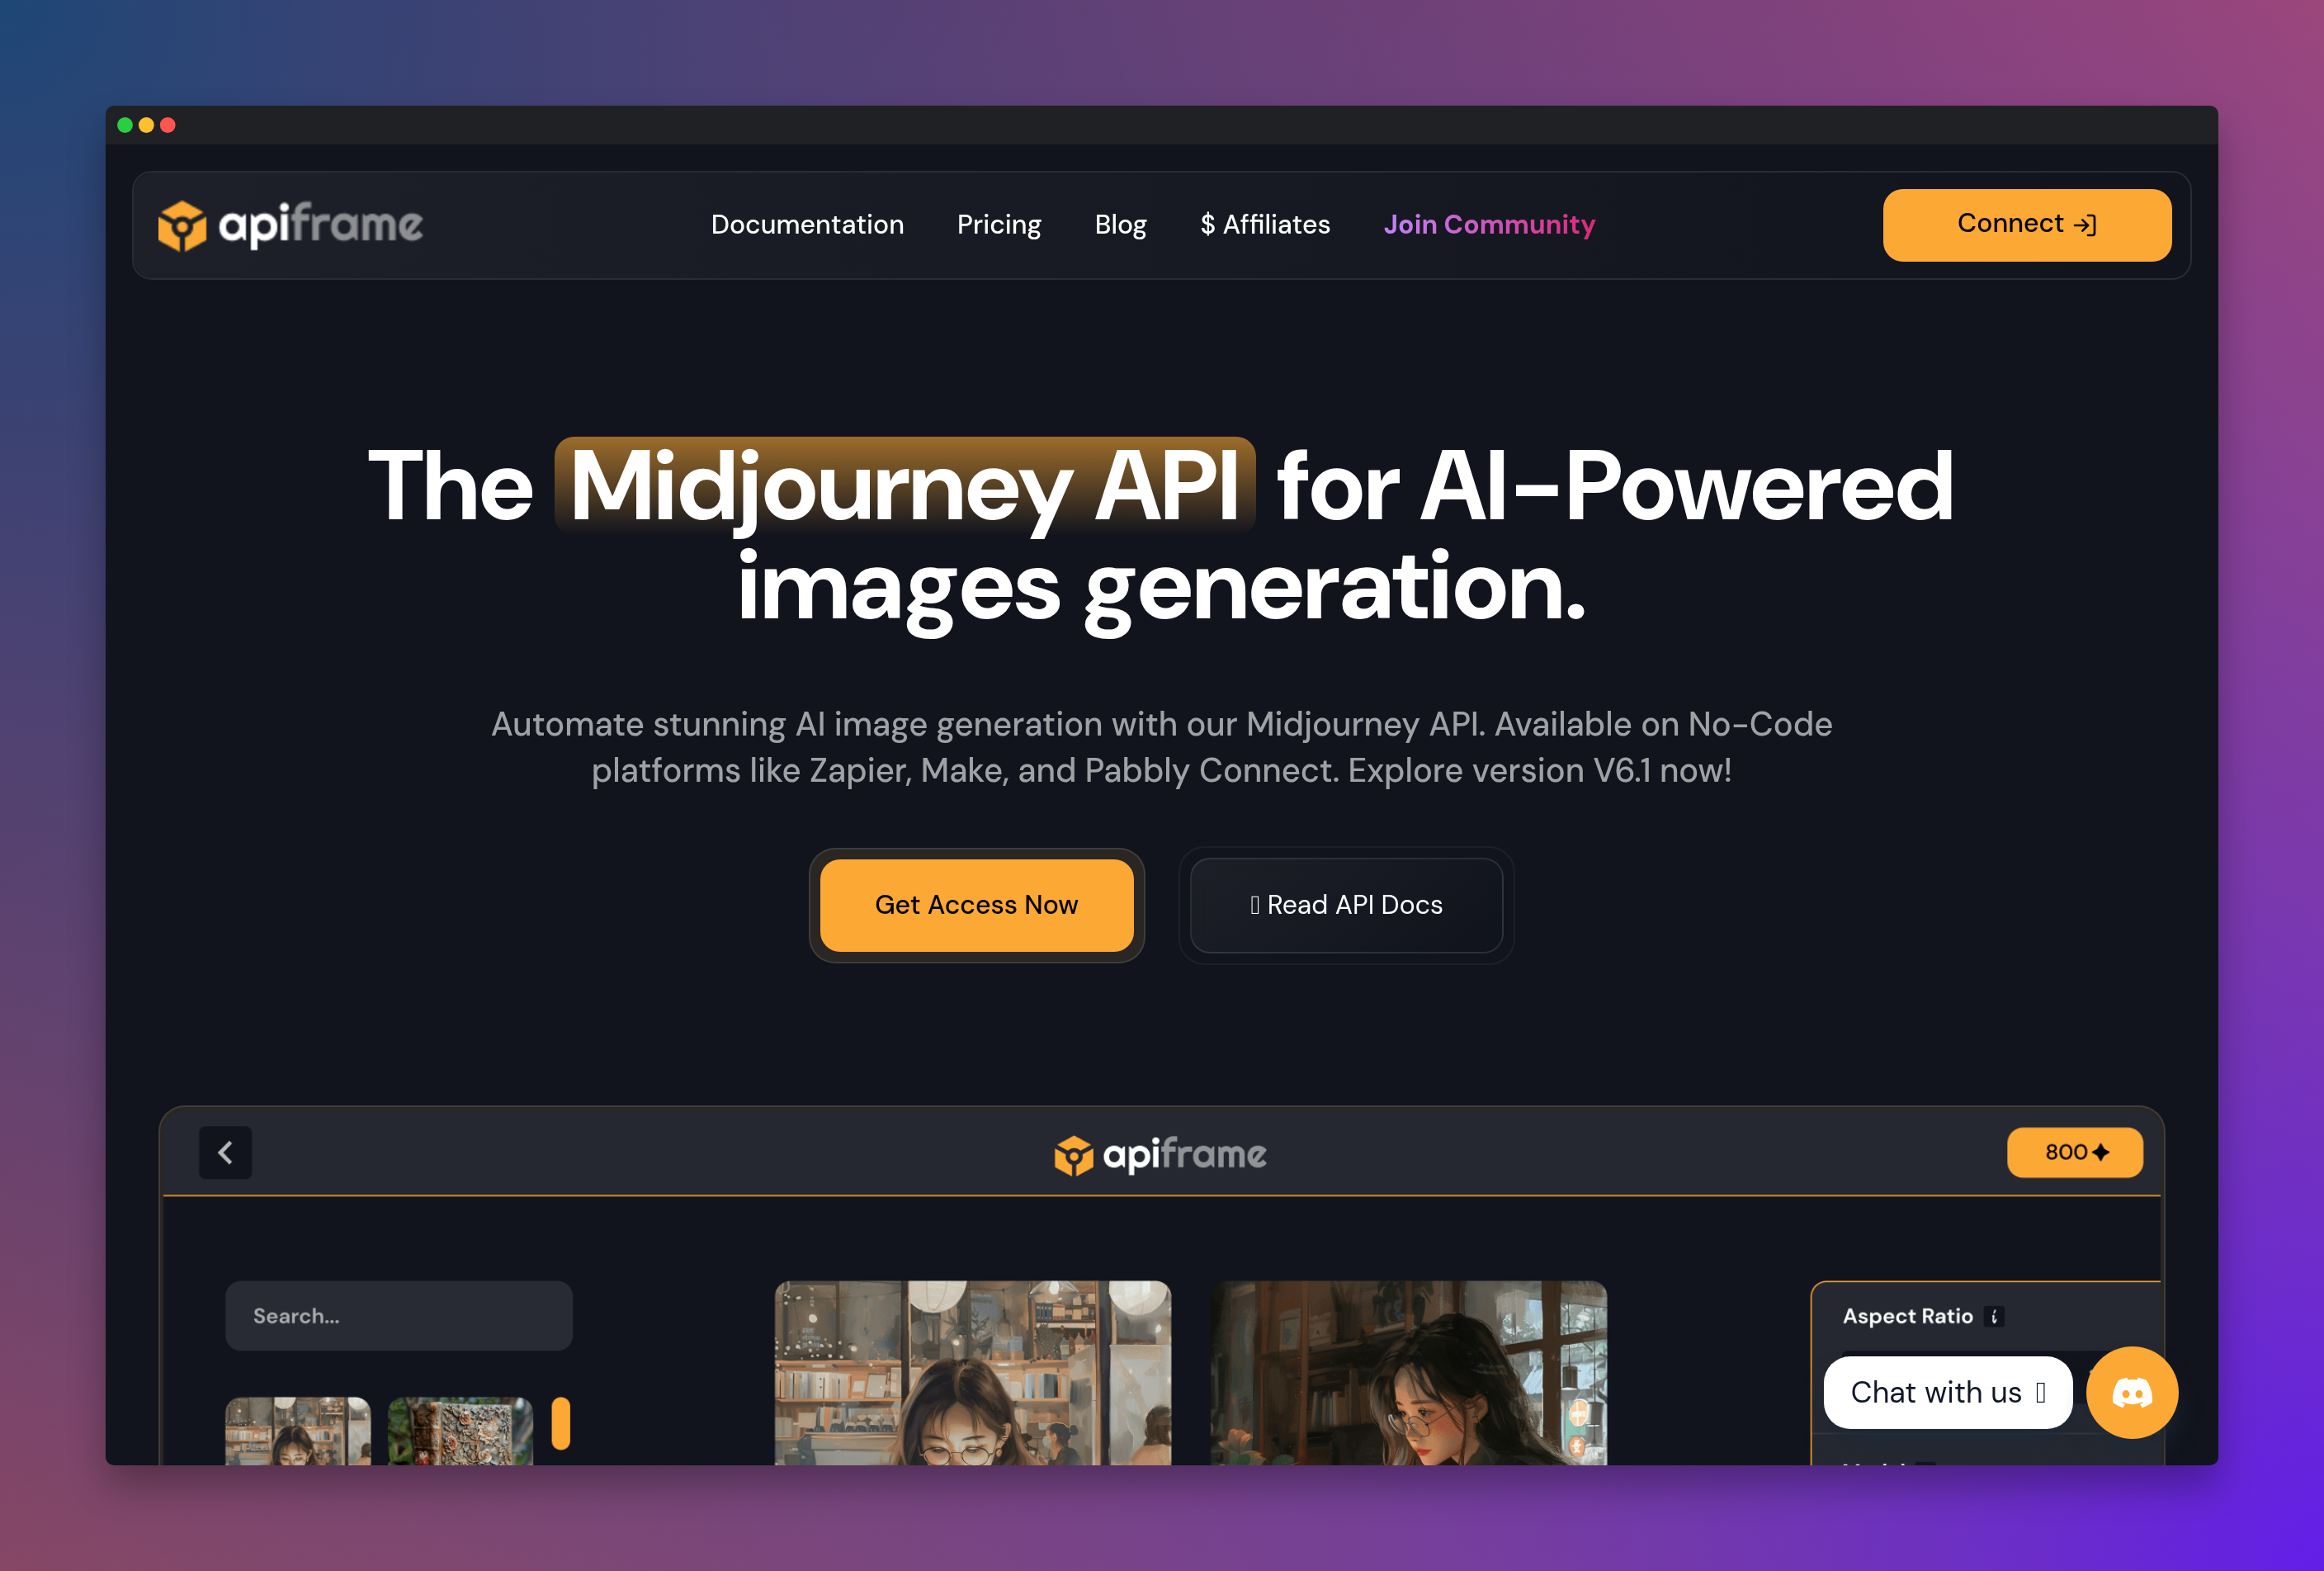 apiframe
Documentation
Pricing
Blog
$ Affiliates
Join Community
Connect
The Midjourney API for AI-Powered
images generation.
Automate stunning AI image generation with our Midjourney API. Available on No-Code
platforms like Zapier, Make, and Pabbly Connect. Explore version V6.1 now!
Get Access Now
Read API Docs
apiframe
800
Search...
Aspect Ratio i
Chat with us